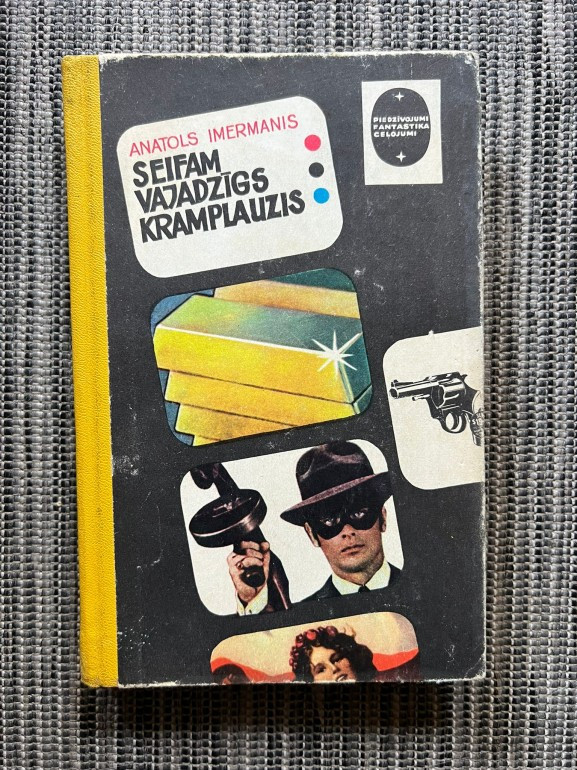 ANATOLS IMERMANIS
SEIFAM
VAJADZĪGS
KRAMPLAUZIS
PIEDZĪVOJUMI
FANTASTIKA
CEĻOJUMI